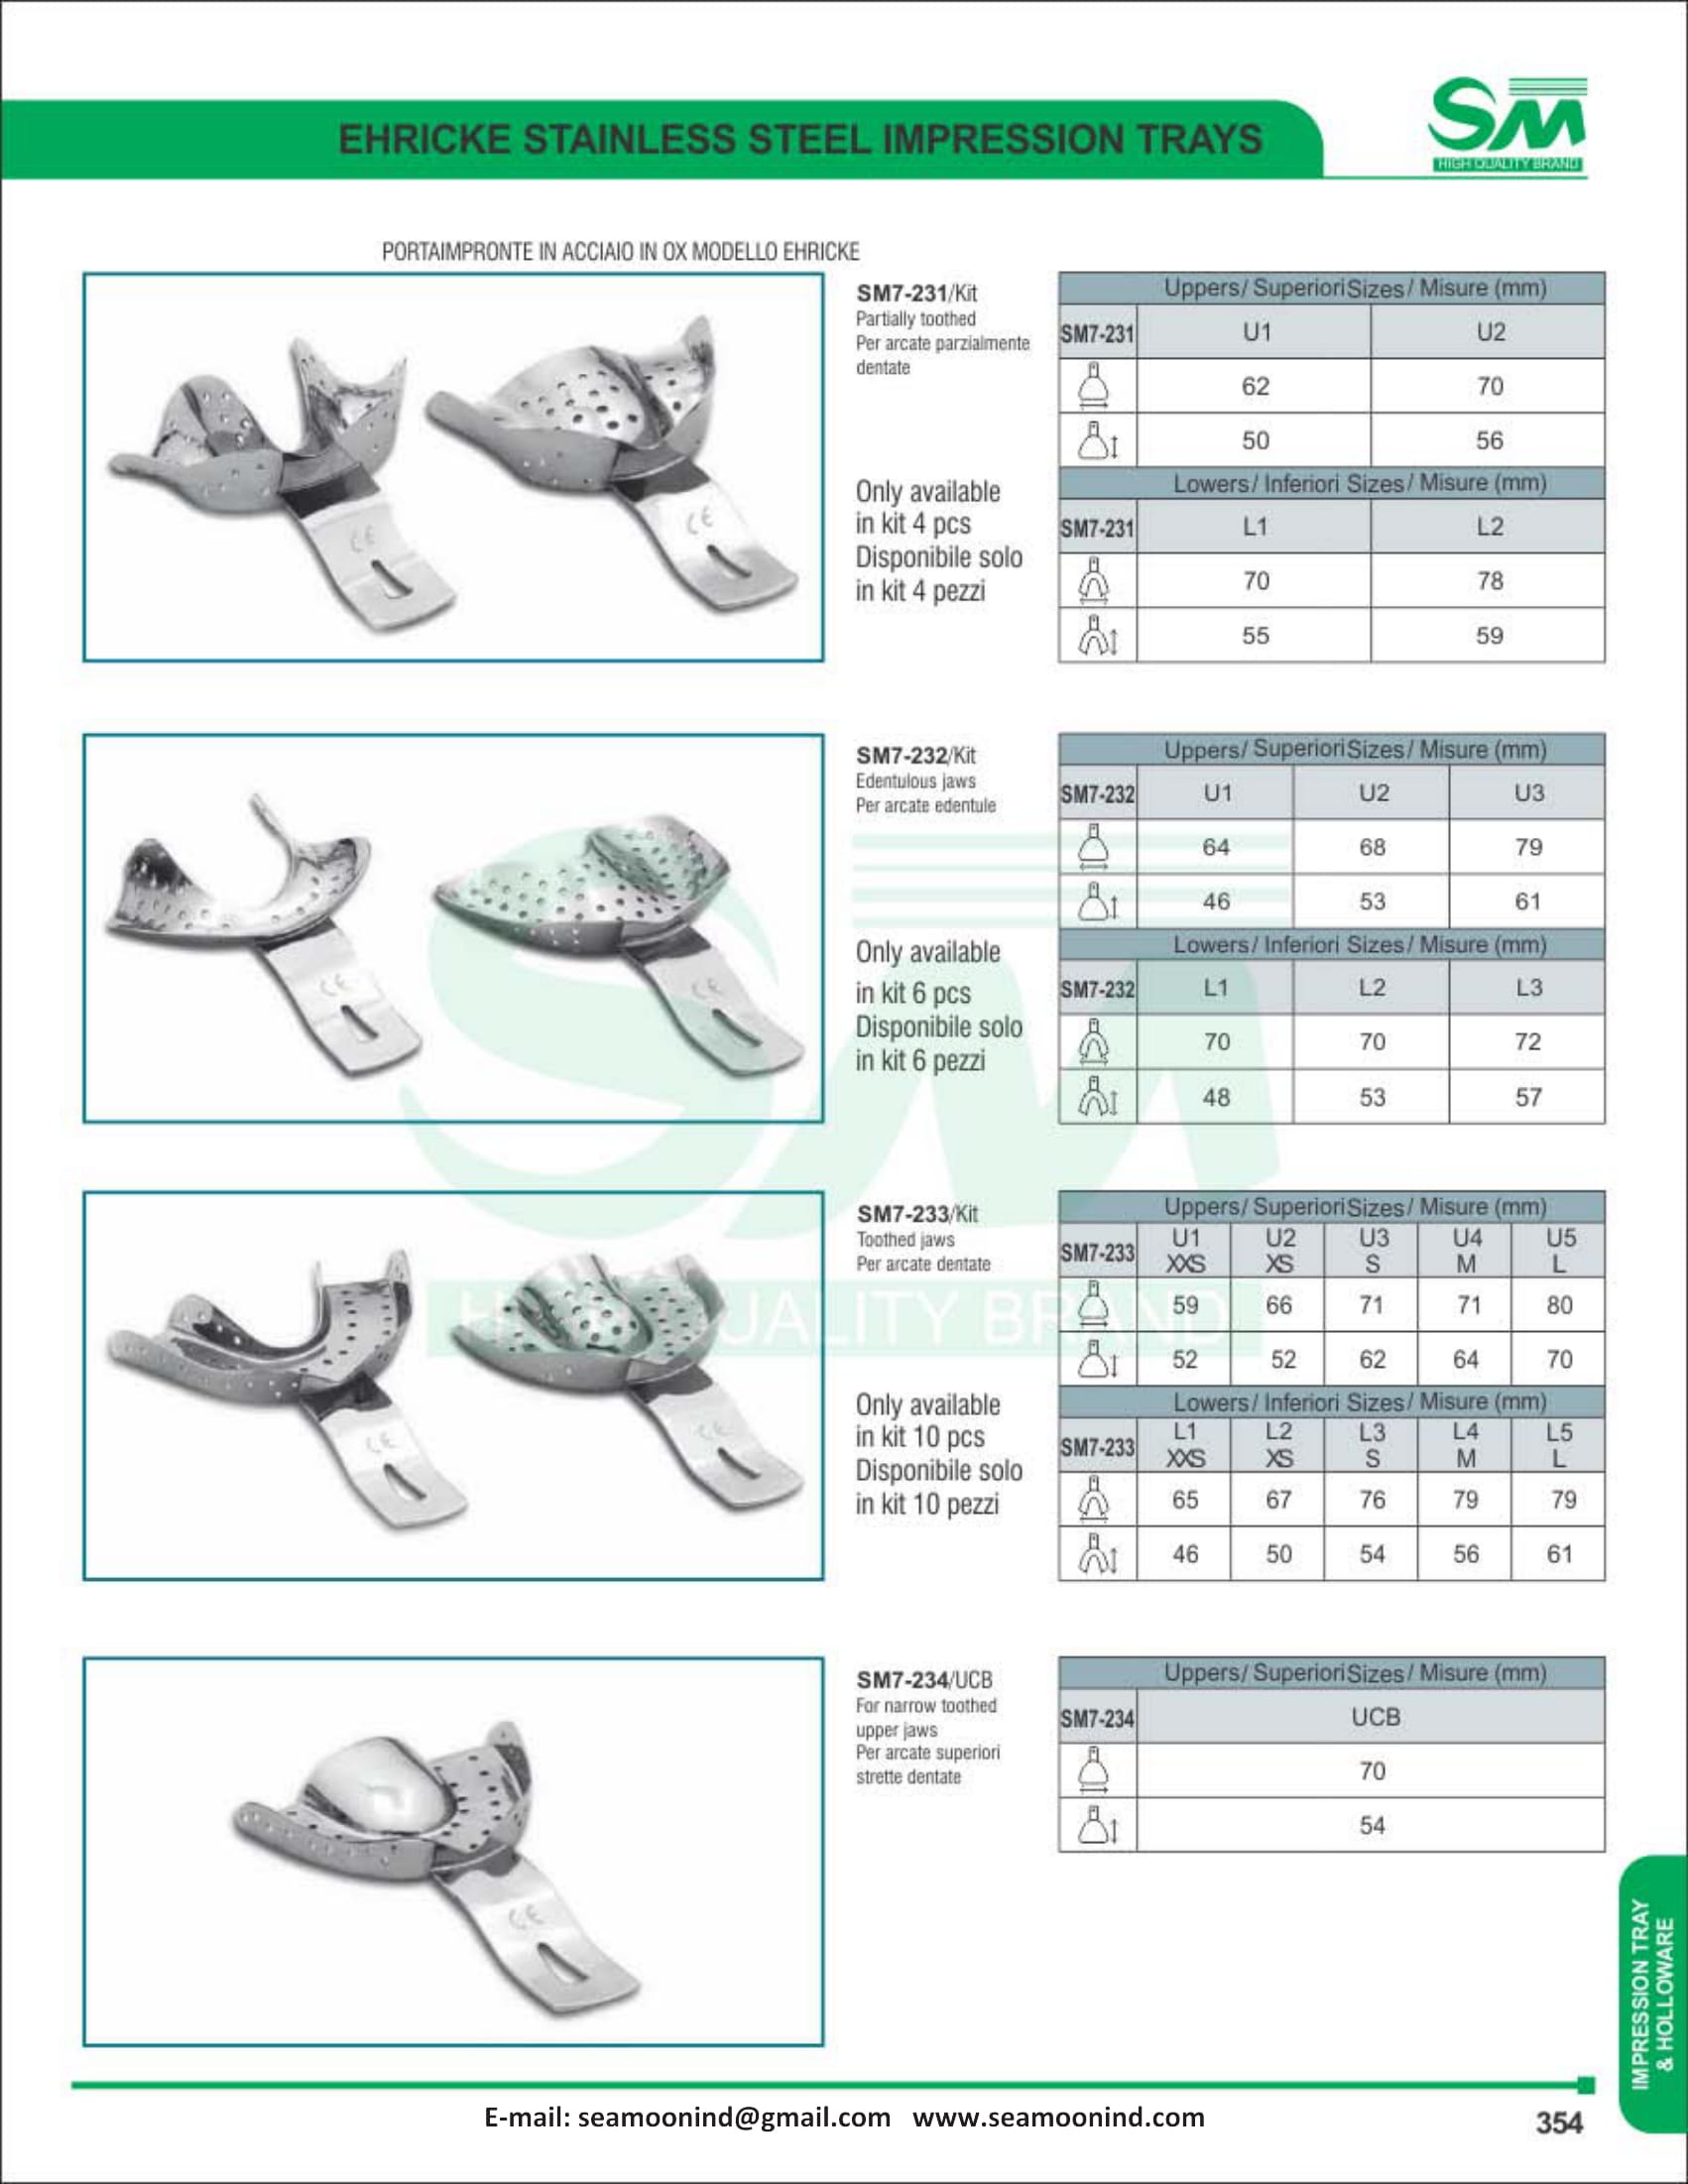 EHRICKE STAINLESS STEEL IMPRESSION TRAYS
SM
HIGH QUALITY BRAND
PORTAIMPRONTE IN ACCIAIO IN OX MODELLO EHRICKE
SM7-231/Kit
Partially toothed
Per arcate parzialmente
dentate
Only available
in kit 4 pcs
Disponibile solo
in kit 4 pezzi
Uppers/ Superiori Sizes/ Misure (mm)
SM7-231 U1 U2
62 70
50 56
Lowers/ Inferiori Sizes/ Misure (mm)
SM7-231 L1 L2
70 78
55 59
CE
CE
SM7-232/Kit
Edentulous jaws
Per arcate edentule
Only available
in kit 6 pcs
Disponibile solo
in kit 6 pezzi
Uppers/ Superiori Sizes/ Misure (mm)
SM7-232 U1 U2 U3
64 68 79
46 53 61
Lowers/ Inferiori Sizes/ Misure (mm)
SM7-232 L1 L2 L3
70 70 72
48 53 57
CE
CE
SM7-233/Kit
Toothed jaws
Per arcate dentate
Only available
in kit 10 pcs
Disponibile solo
in kit 10 pezzi
Uppers/ Superiori Sizes/ Misure (mm)
SM7-233 U1 U2 U3 U4 U5
XXS XS S M L
59 66 71 71 80
52 52 62 64 70
Lowers/ Inferiori Sizes/ Misure (mm)
SM7-233 L1 L2 L3 L4 L5
XXS XS S M L
65 67 76 79 79
46 50 54 56 61
CE
CE
SM7-234/UCB
For narrow toothed
upper jaws
Per arcate superiori
strette dentate
Uppers/ Superiori Sizes/ Misure (mm)
SM7-234 UCB
70
54
CE
IMPRESSION TRAY
& HOLLOWARE
E-mail: seamoonind@gmail.com www.seamoonind.com
354